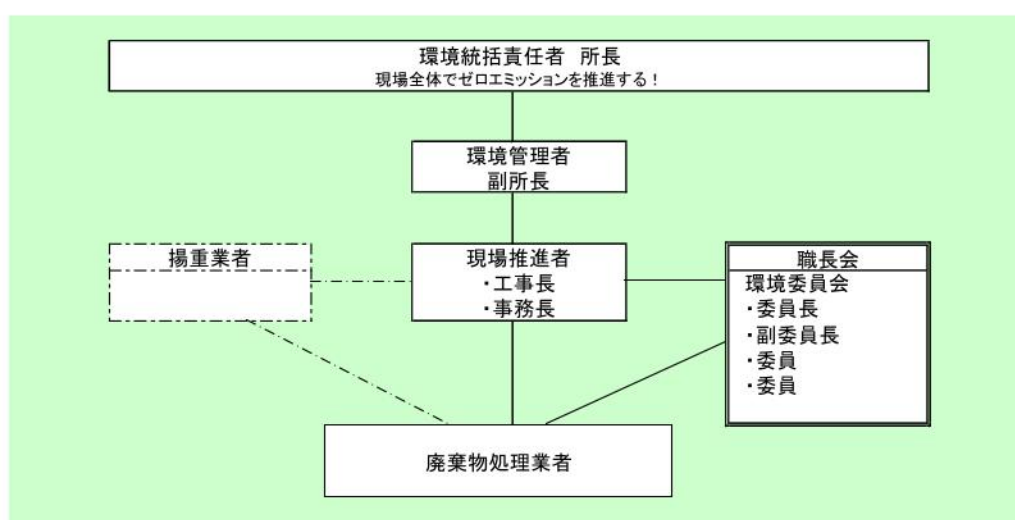 環境統括責任者 所長
現場全体でゼロエミッションを推進する!
環境管理者
副所長
揚重業者
現場推進者
・工事長
・事務長
職長会
環境委員会
・委員長
・副委員長
・委員
・委員
廃棄物処理業者